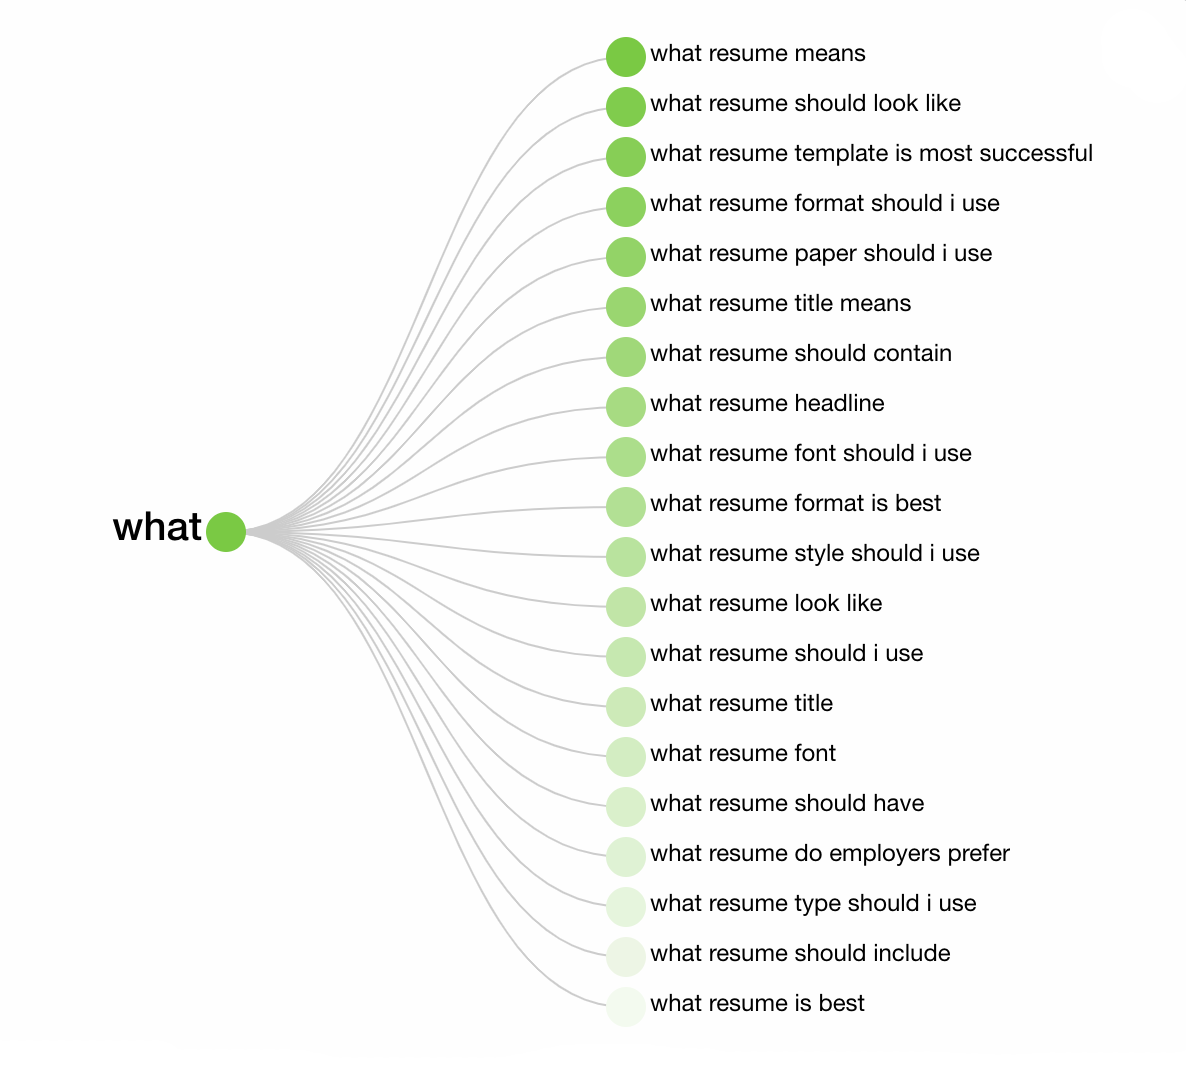 what resume means
what resume should look like
what resume template is most successful
what resume format should i use
what resume paper should i use
what resume title means
what resume should contain
what resume headline
what resume font should i use
what resume format is best
what
what resume style should i use
what resume look like
what resume should i use
what resume title
what resume font
what resume should have
what resume do employers prefer
what resume type should i use
what resume should include
what resume is best